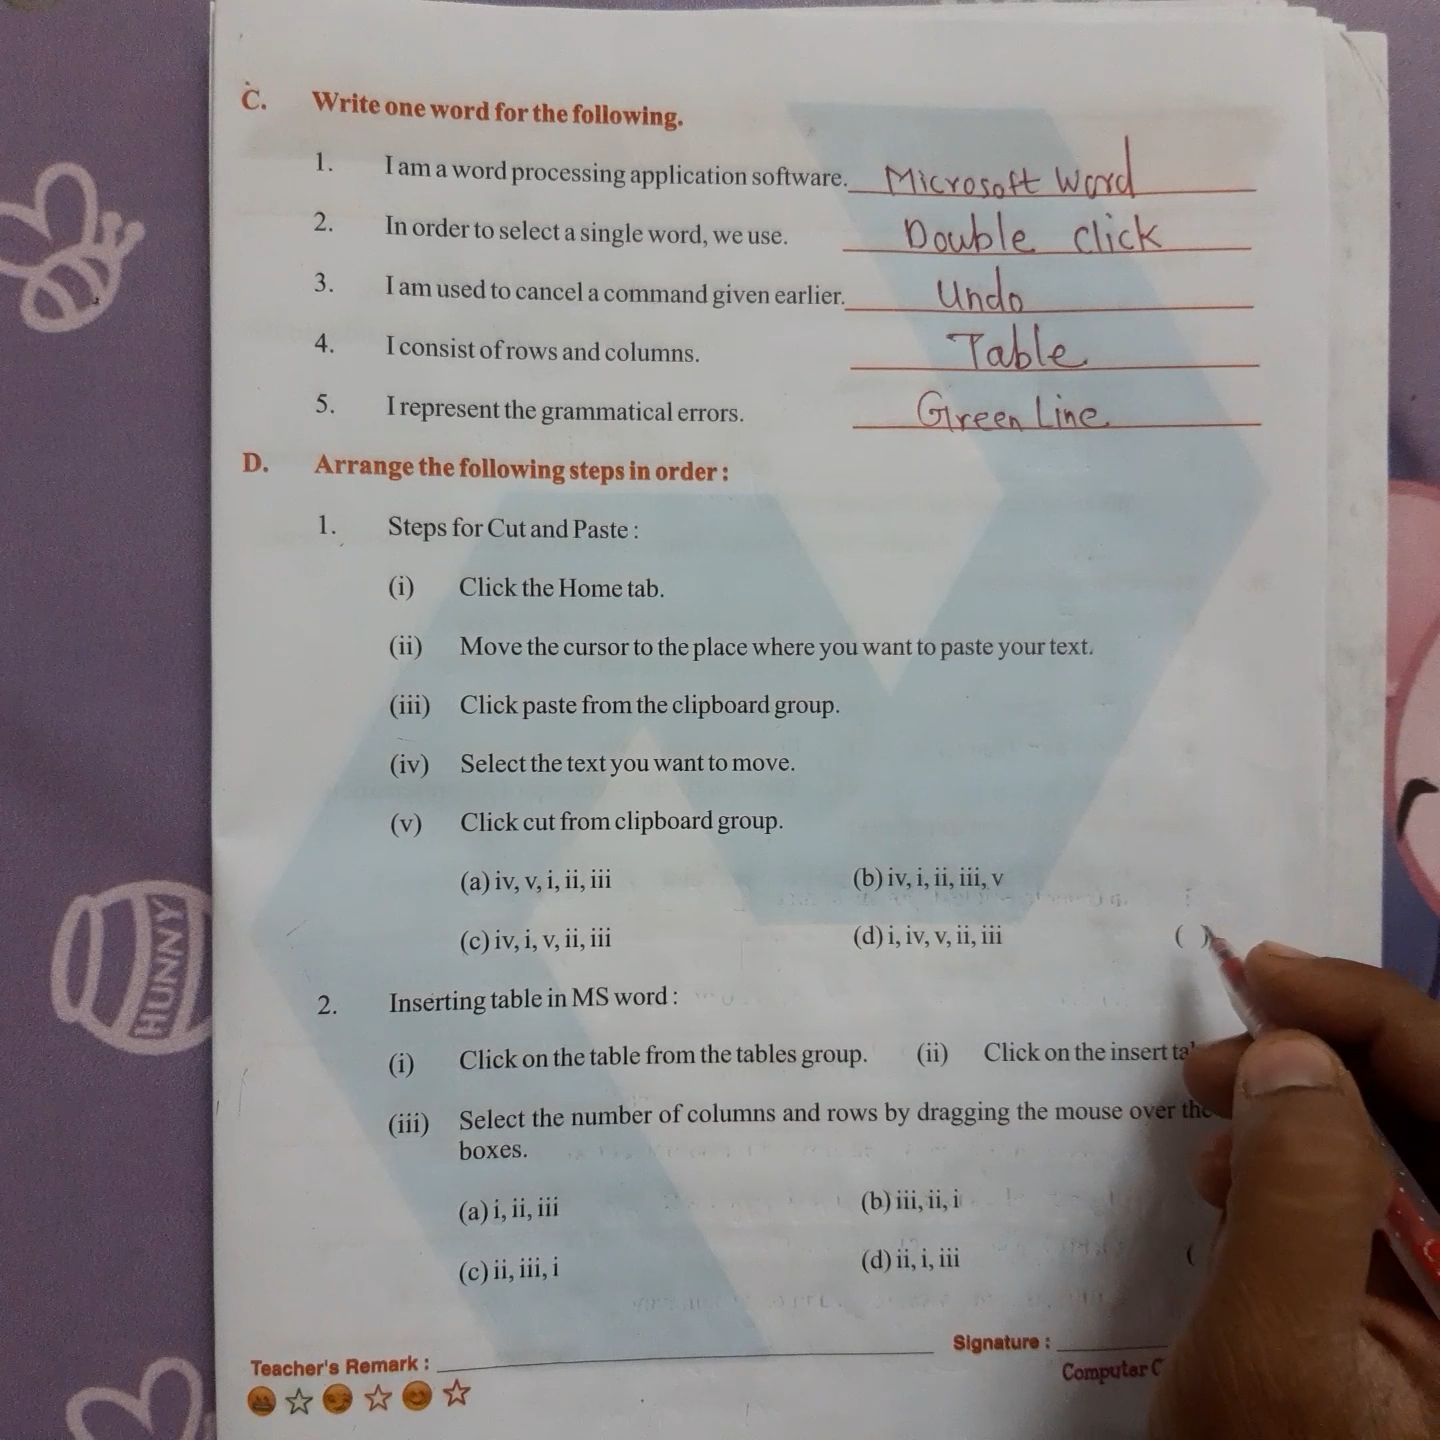 C. Write one word for the following.
1. I am a word processing application software. Microsoft Word
2. In order to select a single word, we use. Double click
3. I am used to cancel a command given earlier. Undo
4. I consist of rows and columns. Table
5. I represent the grammatical errors. Green Line
D. Arrange the following steps in order :
1. Steps for Cut and Paste :
(i) Click the Home tab.
(ii) Move the cursor to the place where you want to paste your text.
(iii) Click paste from the clipboard group.
(iv) Select the text you want to move.
(v) Click cut from clipboard group.
(a) iv, v, i, ii, iii (b) iv, i, ii, iii, v
(c) iv, i, v, ii, iii (d) i, iv, v, ii, iii ( )
2. Inserting table in MS word :
(i) Click on the table from the tables group. (ii) Click on the insert
(iii) Select the number of columns and rows by dragging the mouse over the
boxes.
(a) i, ii, iii (b) iii, ii, i
(c) ii, iii, i (d) ii, i, iii (
Teacher's Remark : Signature :
Computer
HUNNY